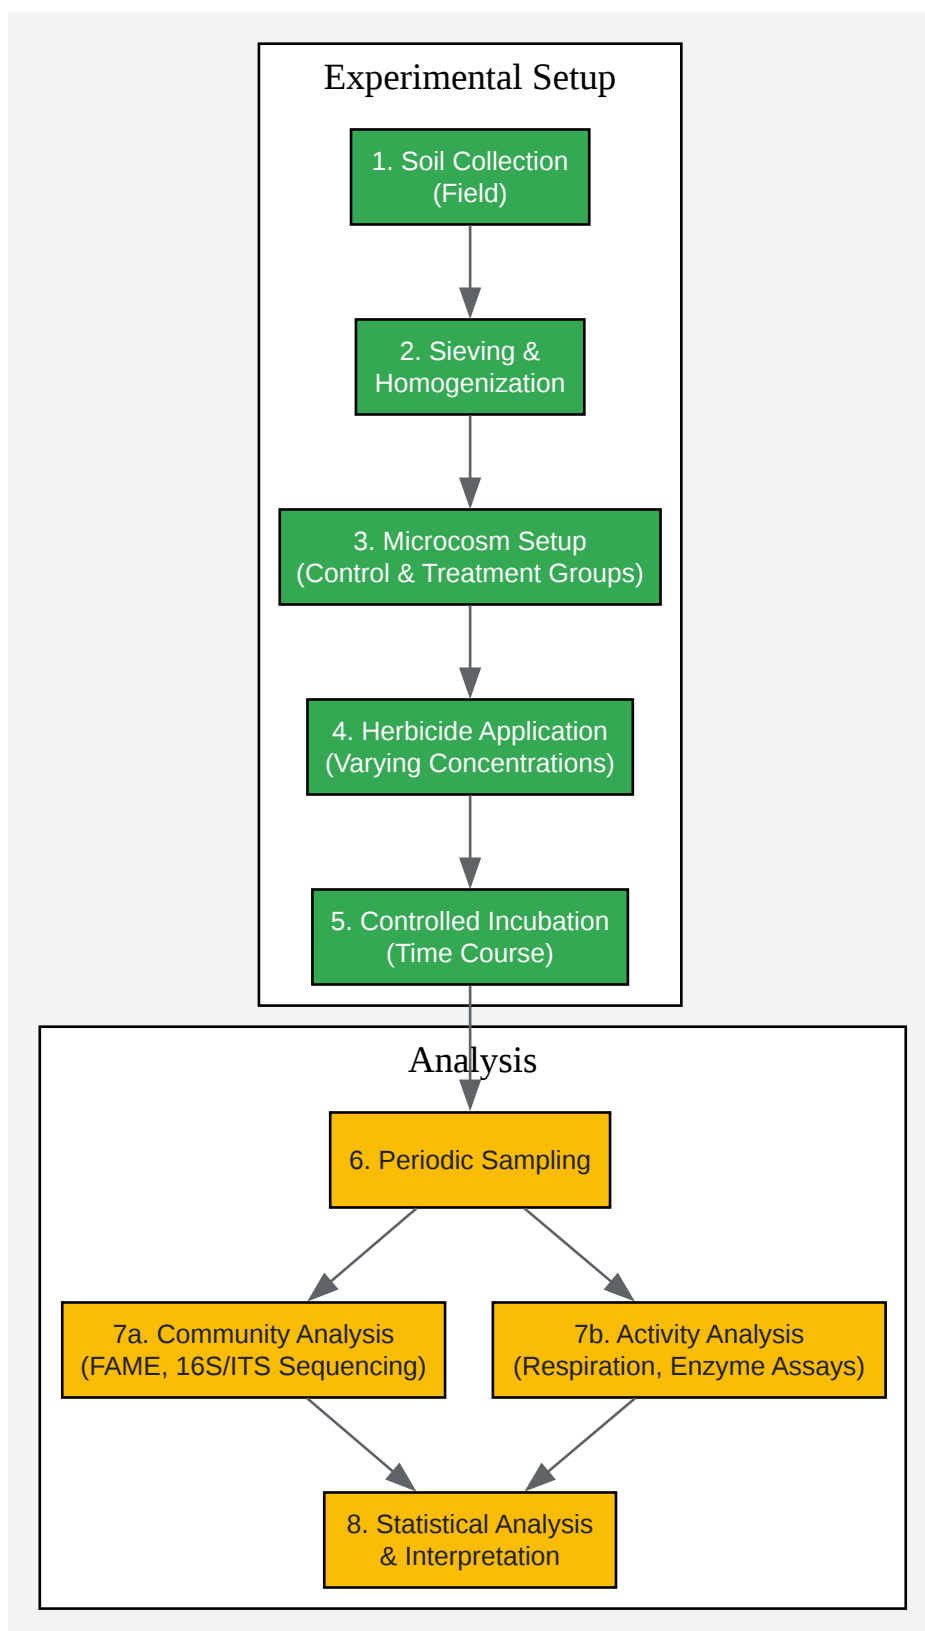 Experimental Setup
1. Soil Collection
(Field)
2. Sieving &
Homogenization
3. Microcosm Setup
(Control & Treatment Groups)
4. Herbicide Application
(Varying Concentrations)
5. Controlled Incubation
(Time Course)
Analysis
6. Periodic Sampling
7a. Community Analysis
(FAME, 16S/ITS Sequencing)
7b. Activity Analysis
(Respiration, Enzyme Assays)
8. Statistical Analysis
& Interpretation